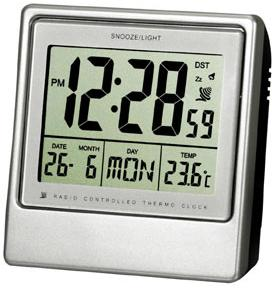 SNOOZE/LIGHT
DST
PM 12:28 59
Zz
DATE MONTH DAY TEMP
26- 6 MON 23.6°c
RADIO CONTROLLED THERMO CLOCK